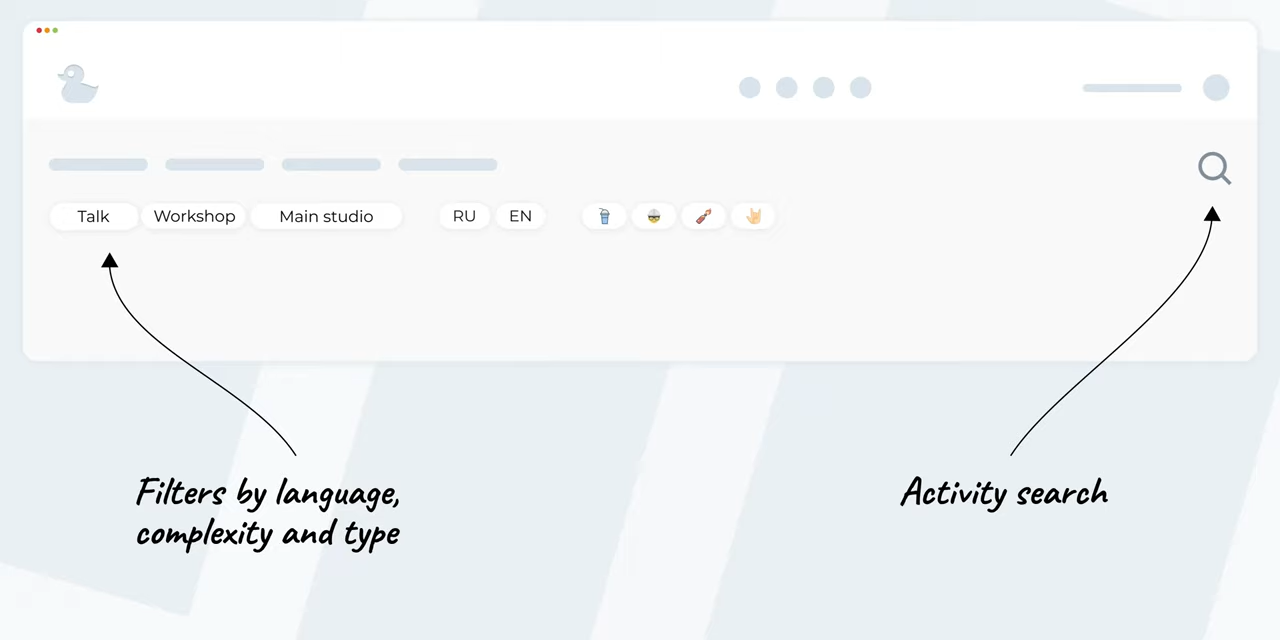 Talk Workshop Main studio RU EN
Filters by language,
complexity and type
Activity search